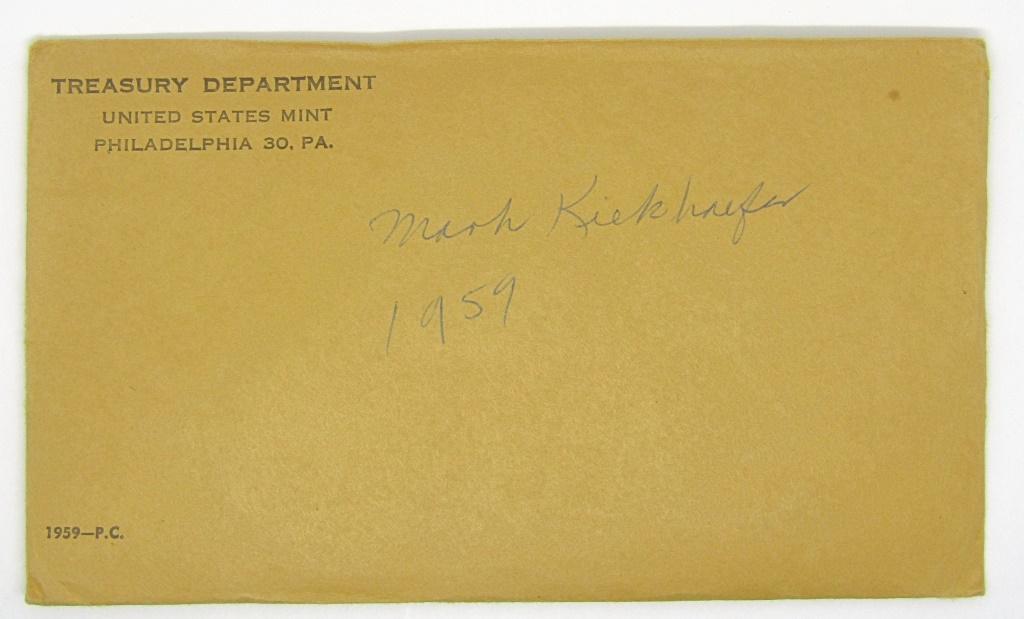 TREASURY DEPARTMENT
UNITED STATES MINT
PHILADELPHIA 30, PA.
Mark Kiekhaefer
1959
1959—P.C.